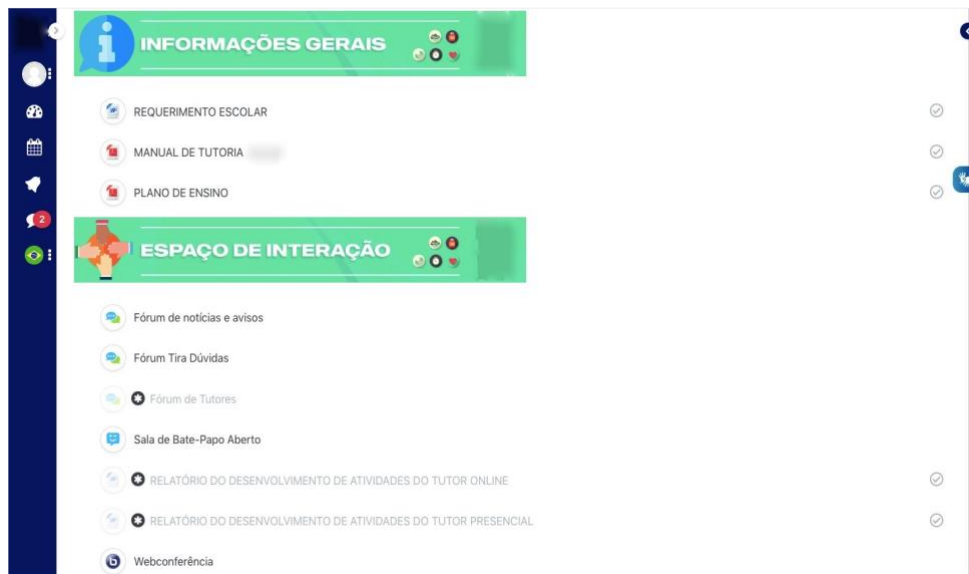 INFORMAÇÕES GERAIS
REQUERIMENTO ESCOLAR
MANUAL DE TUTORIA
PLANO DE ENSINO
2
ESPAÇO DE INTERAÇÃO
Fórum de notícias e avisos
Fórum Tira Dúvidas
Fórum de Tutores
Sala de Bate-Papo Aberto
RELATÓRIO DO DESENVOLVIMENTO DE ATIVIDADES DO TUTOR ONLINE
RELATÓRIO DO DESENVOLVIMENTO DE ATIVIDADES DO TUTOR PRESENCIAL
Webconferência